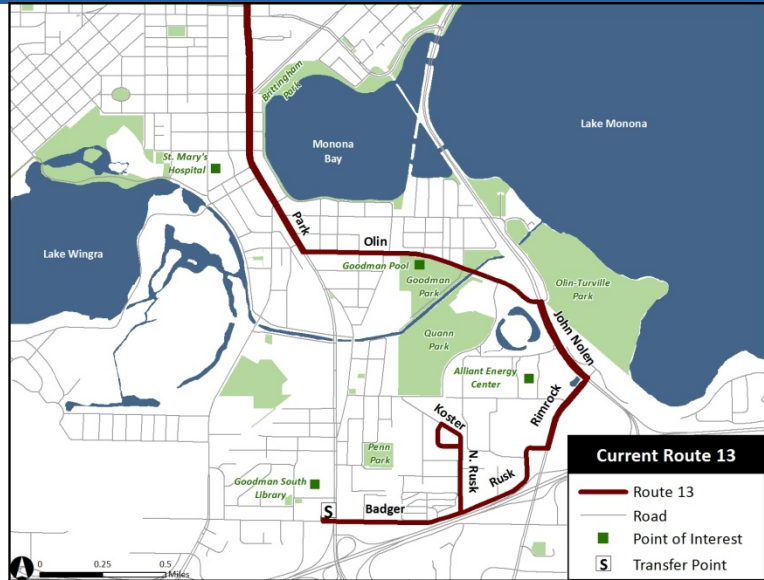 Brittingham
Park
Monona
Bay
Lake Monona
St. Mary's
Hospital
Park
Olin
Lake Wingra
Goodman Pool
Goodman
Park
Olin-Turville
Park
John Nolen
Quann
Park
Alliant Energy
Center
Rimrock
Koster
N. Rusk
Penn
Park
Rusk
Goodman South
Library
S
Badger
Current Route 13
Route 13
Road
Point of Interest
S Transfer Point
A
0 0.25 0.5
Miles